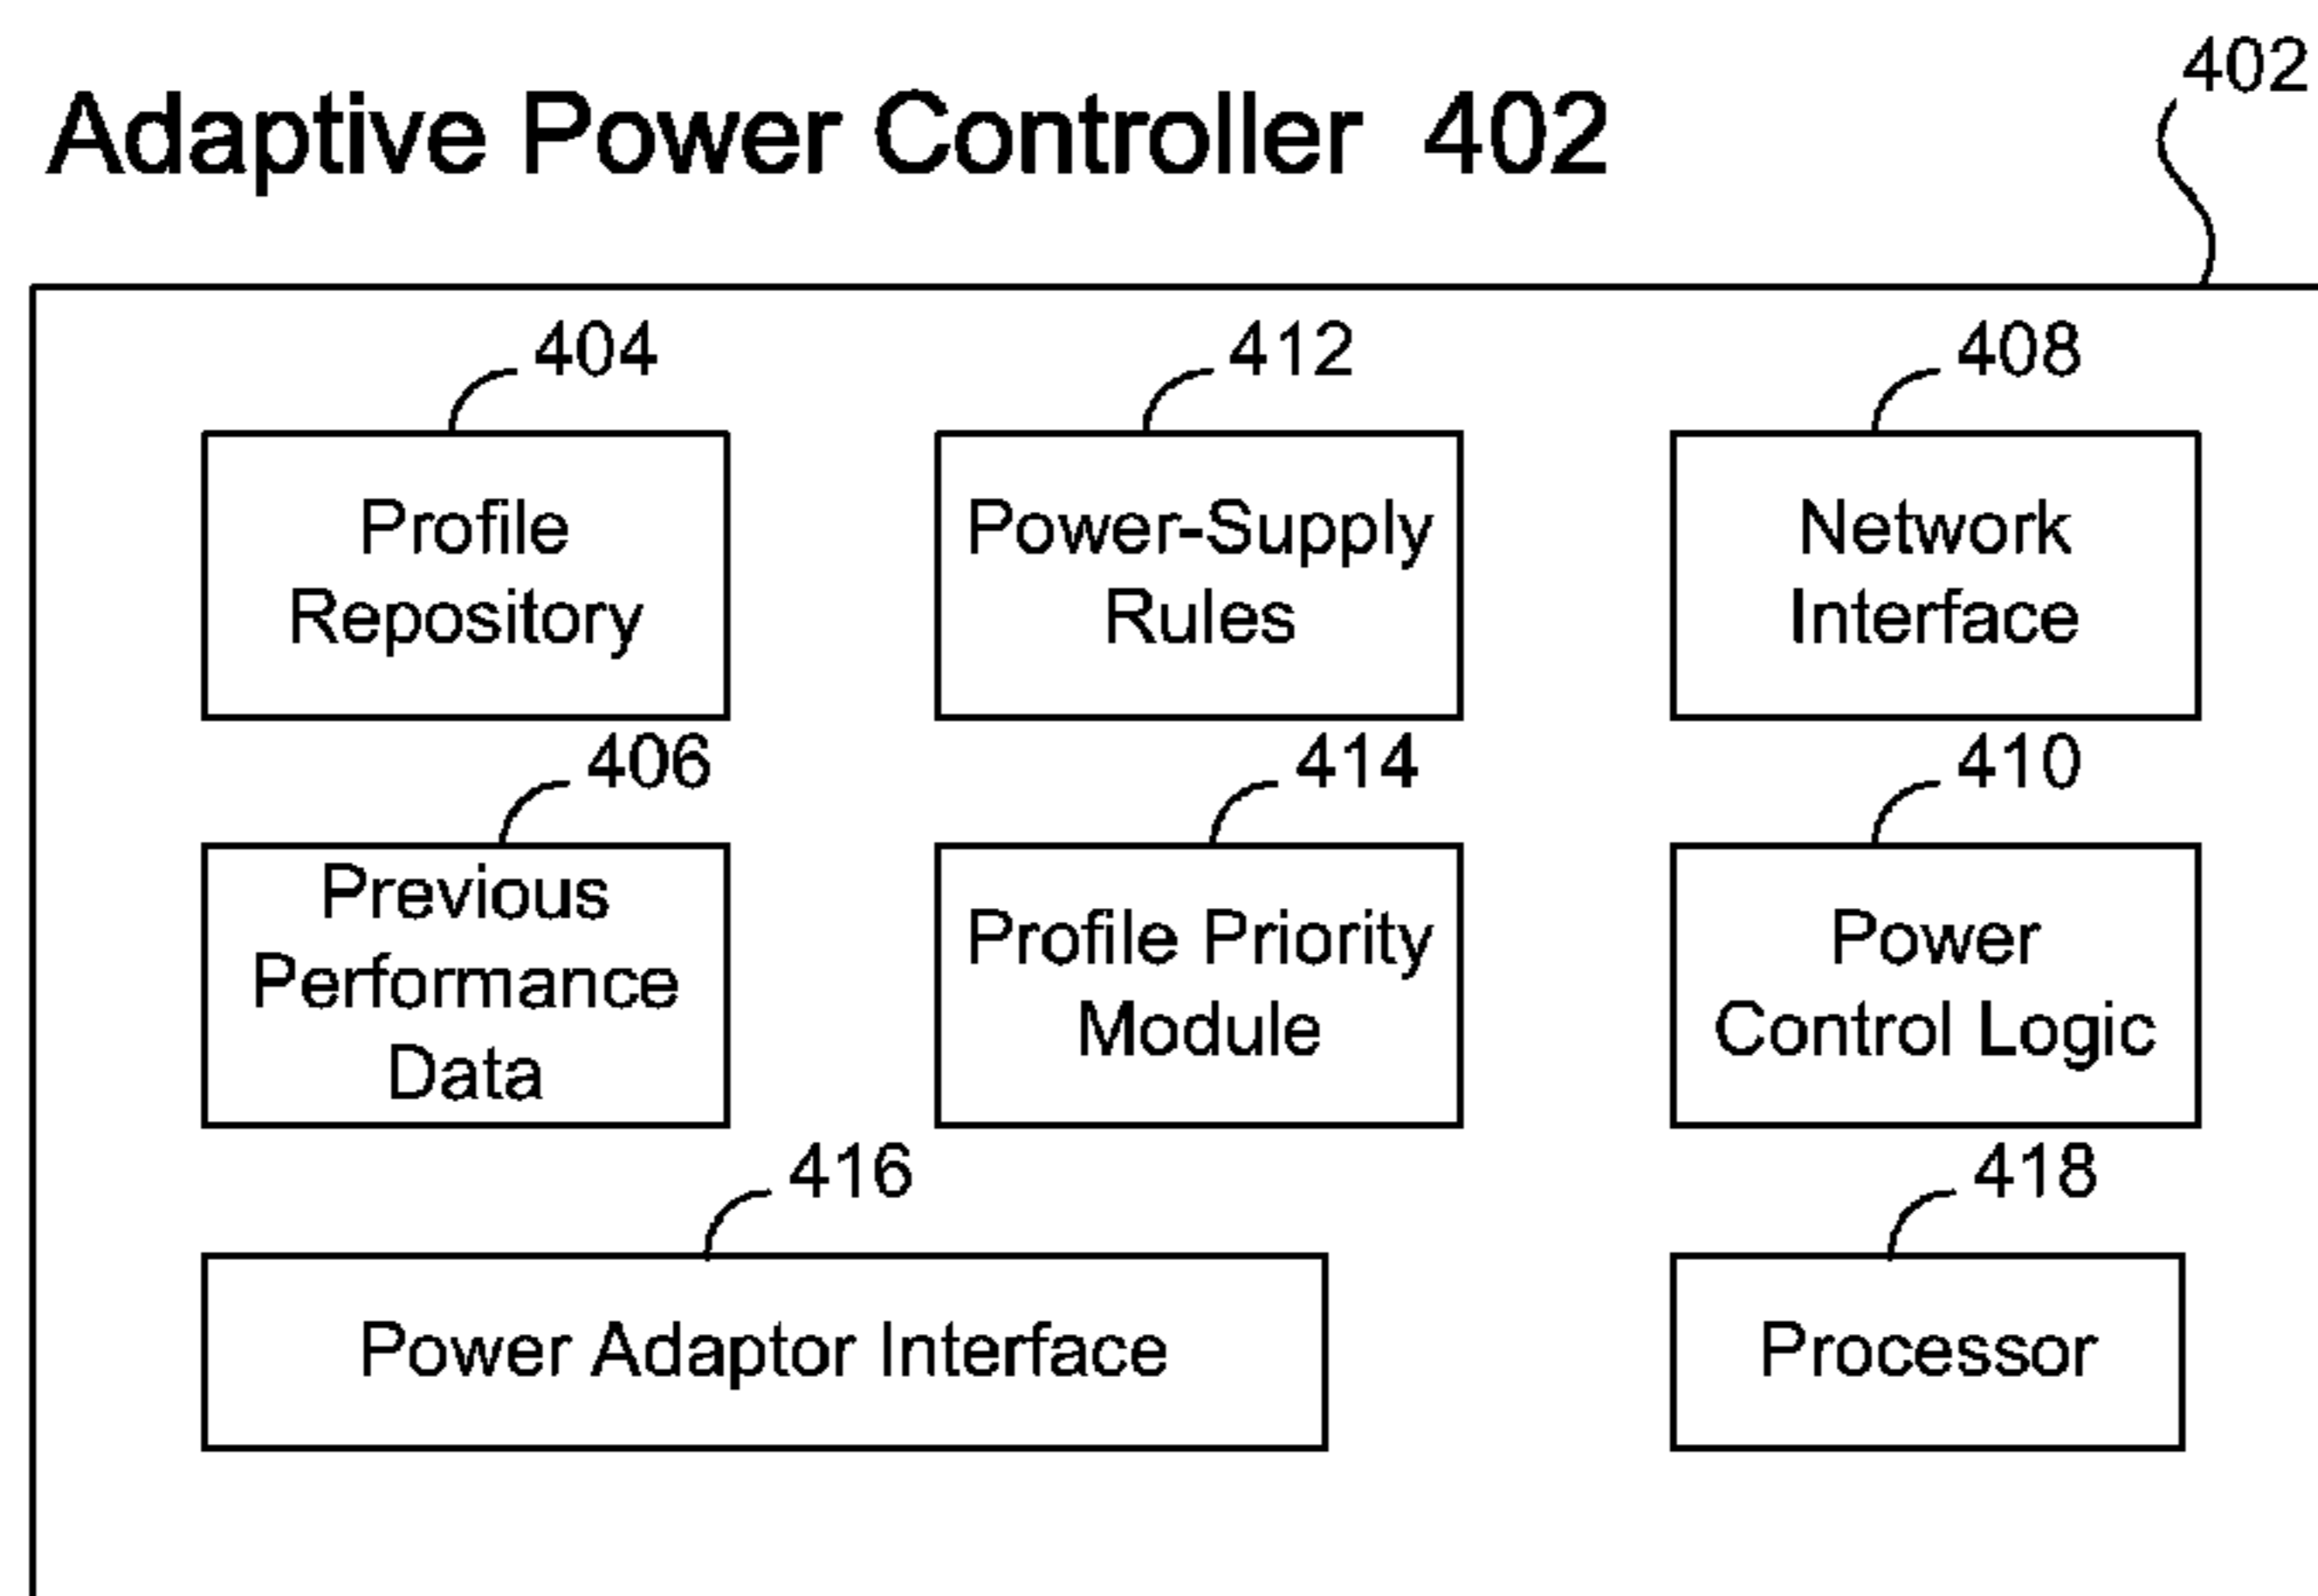 402
Adaptive Power Controller 402
404
412
408
Profile
Repository
Power-Supply
Rules
Network
Interface
406
414
410
Previous
Performance
Data
Profile Priority
Module
Power
Control Logic
416
418
Power Adaptor Interface
Processor